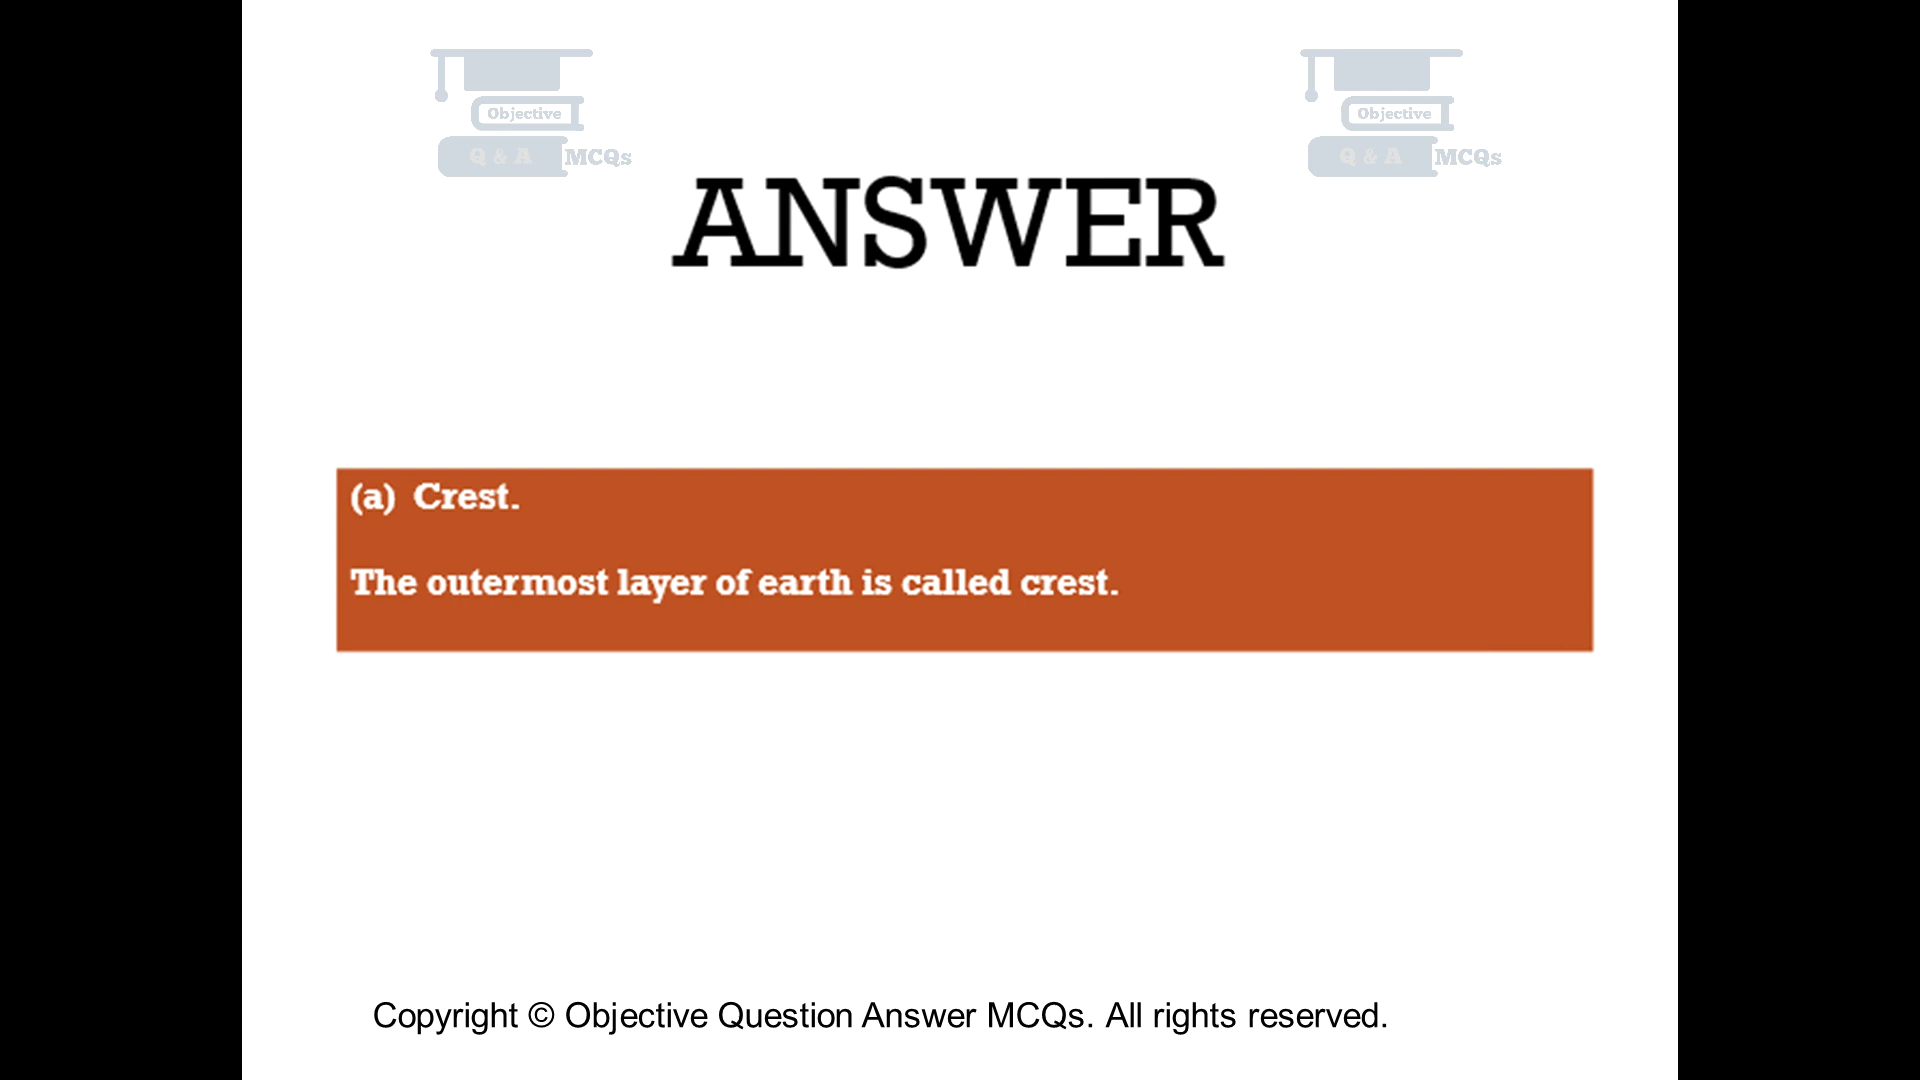 Objective
Q & A MCQs
Objective
Q & A MCQs
ANSWER
(a) Crest.
The outermost layer of earth is called crest.
Copyright © Objective Question Answer MCQs. All rights reserved.